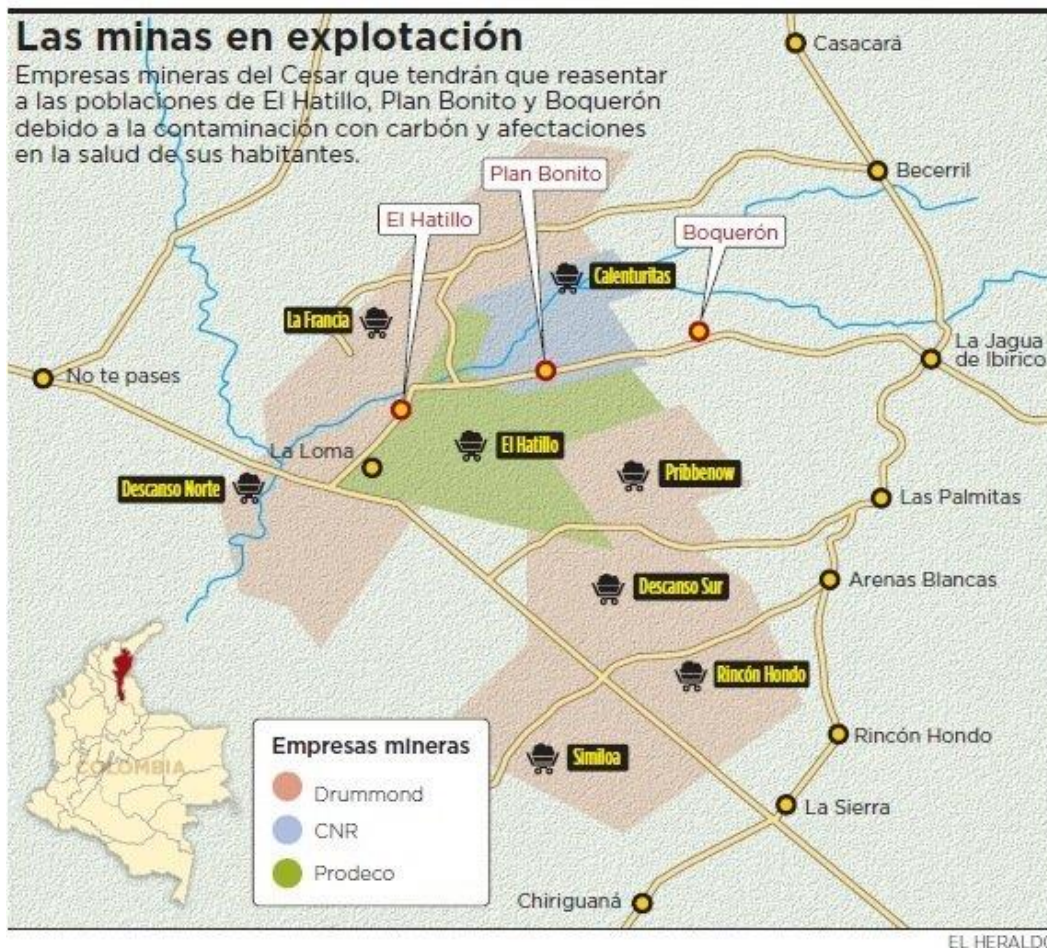 Las minas en explotación
Empresas mineras del Cesar que tendrán que reasentar
a las poblaciones de El Hatillo, Plan Bonito y Boquerón
debido a la contaminación con carbón y afectaciones
en la salud de sus habitantes.
Casacará
Becerril
Plan Bonito
El Hatillo
Boquerón
Calenturitas
La Francia
La Jagua
de Ibirico
No te pases
El Hatillo
La Loma
Pribbenow
Descanso Norte
Las Palmitas
Arenas Blancas
Descanso Sur
Rincón Hondo
Rincón Hondo
Similoa
COLOMBIA
La Sierra
Chiriguaná
Empresas mineras
Drummond
CNR
Prodeco
EL HERALDO